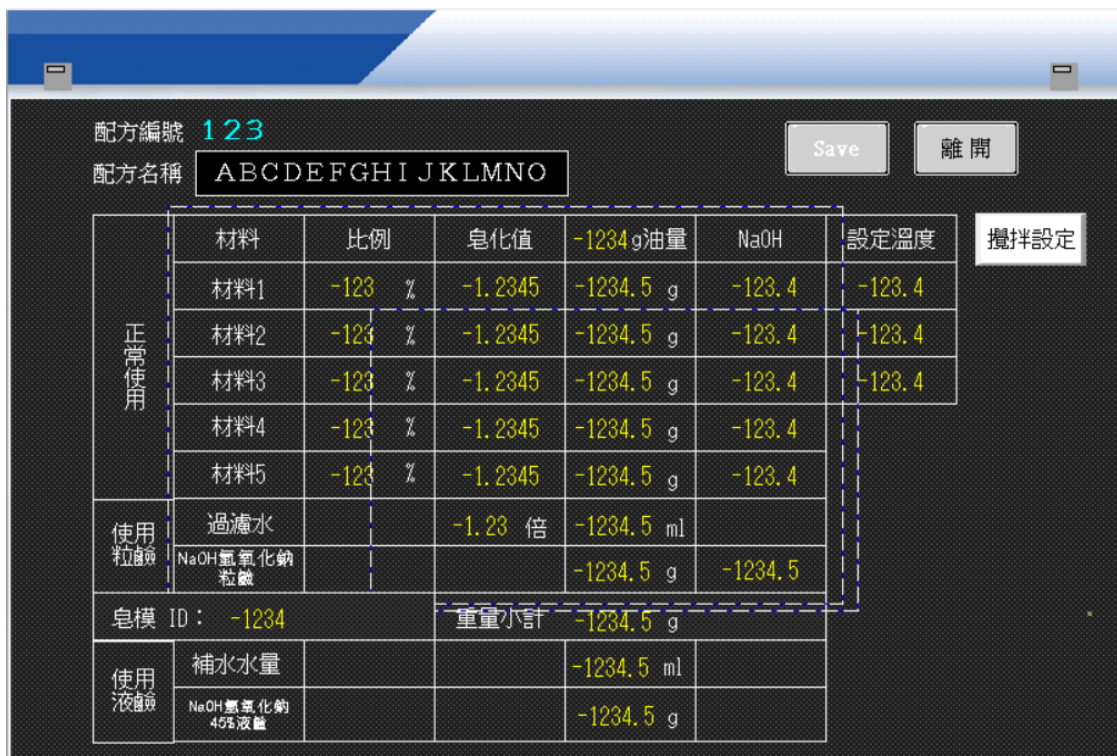 配方編號 123
Save
離開
配方名稱 ABCDEFGHIJKLMNO
材料 比例 皂化值 -1234g油量 NaOH 設定溫度 攪拌設定
正常使用
材料1 -123 % -1.2345 -1234.5 g -123.4 -123.4
材料2 -123 % -1.2345 -1234.5 g -123.4 -123.4
材料3 -123 % -1.2345 -1234.5 g -123.4 -123.4
材料4 -123 % -1.2345 -1234.5 g -123.4
材料5 -123 % -1.2345 -1234.5 g -123.4
使用
粒鹼
過濾水 -1.23 倍 -1234.5 ml
NaOH氫氧化鈉
粒鹼
-1234.5 g -1234.5
皂模 ID： -1234 重量小計 -1234.5 g
使用
液鹼
補水水量 -1234.5 ml
NaOH氫氧化鈉
45%液鹼
-1234.5 g